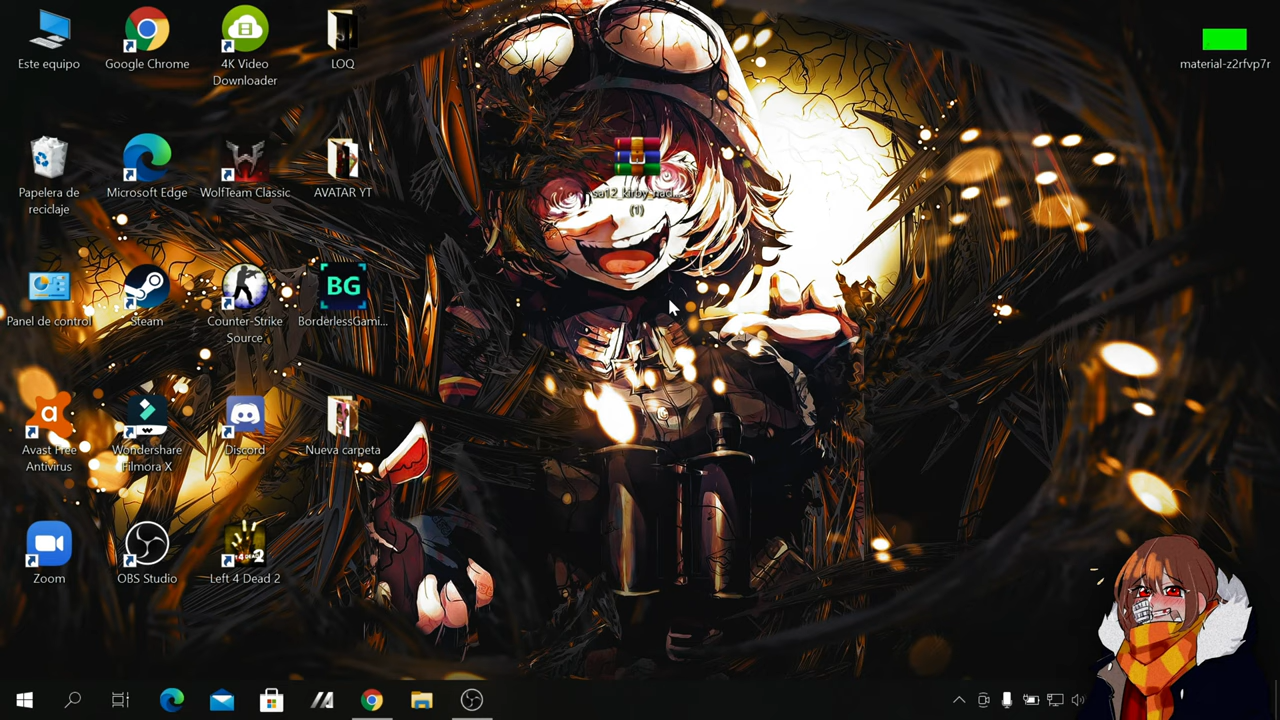 Este equipo
Google Chrome
4K Video
Downloader
LOQ
material-z2rfvp7r
Papelera de
reciclaje
Microsoft Edge
WolfTeam Classic
AVATAR YT
sa12_kirby_nad...
(1)
Panel de control
Steam
Counter-Strike
Source
BG
BorderlessGami...
Avast Free
Antivirus
Wondershare
Filmora X
Discord
Nueva carpeta
Zoom
OBS Studio
Left 4 Dead 2